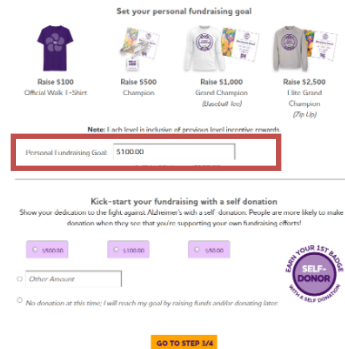 Set your personal fundraising goal
Raise $100
Official Walk T-Shirt
Raise $500
Champion
Raise $1,000
Grand Champion
(Baseball Tee)
Raise $2,500
Elite Grand
Champion
(Zip Up)
Note: Each level is inclusive of previous level incentive rewards.
Personal Fundraising Goal: $100.00
Kick-start your fundraising with a self donation
Show your dedication to the fight against Alzheimer's with a self-donation. People are more likely to make
donation when they see that you're supporting your own fundraising efforts!
$100.00
$50.00
EARN YOUR 1ST BADGE
SELF-
DONOR
WITH A SELF DONATION
Other Amount
No donation at this time; I will reach my goal by raising funds and/or donating later.
GO TO STEP 3/4